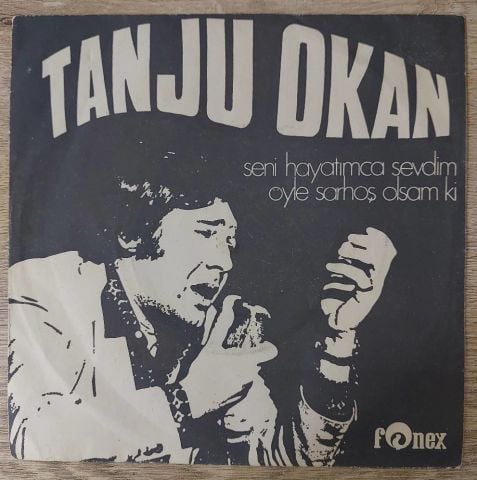 TANJU OKAN
seni hayatımca sevdim
öyle sarhoş olsam ki
fonex